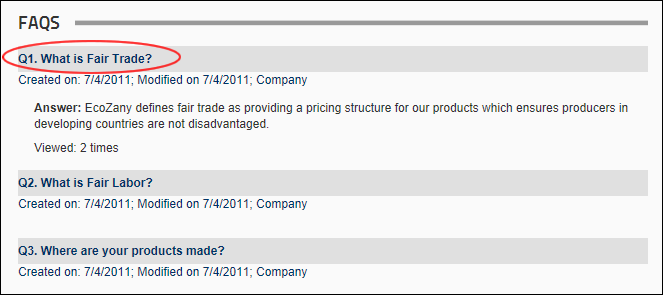 FAQS
Q1. What is Fair Trade?
Created on: 7/4/2011; Modified on 7/4/2011; Company
Answer: EcoZany defines fair trade as providing a pricing structure for our products which ensures producers in
developing countries are not disadvantaged.
Viewed: 2 times
Q2. What is Fair Labor?
Created on: 7/4/2011; Modified on 7/4/2011; Company
Q3. Where are your products made?
Created on: 7/4/2011; Modified on 7/4/2011; Company